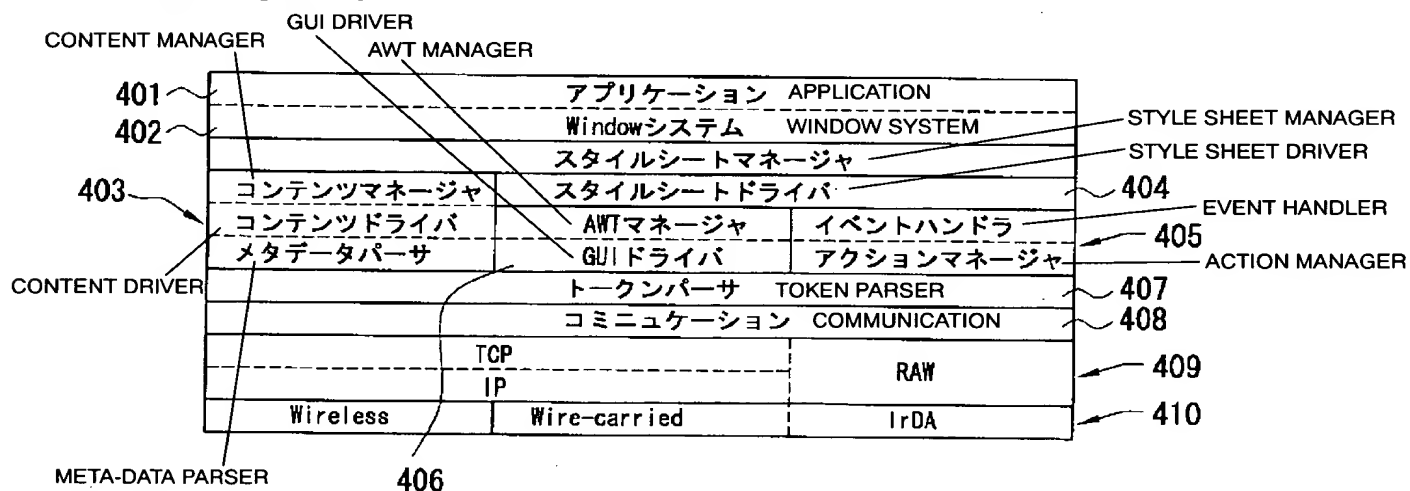 GUI DRIVER
CONTENT MANAGER
AWT MANAGER
401
アプリケーション APPLICATION
402
Windowシステム WINDOW SYSTEM
STYLE SHEET MANAGER
スタイルシートマネージャ
STYLE SHEET DRIVER
403
コンテンツマネージャ
スタイルシートドライバ
404
コンテンツドライバ
AWTマネージャ
イベントハンドラ
EVENT HANDLER
405
メタデータパーサ
GUIドライバ
アクションマネージャ
ACTION MANAGER
CONTENT DRIVER
トークンパーサ TOKEN PARSER
407
コミニュケーション COMMUNICATION
408
TCP
RAW
409
IP
Wireless
Wire-carried
IrDA
410
META-DATA PARSER
406